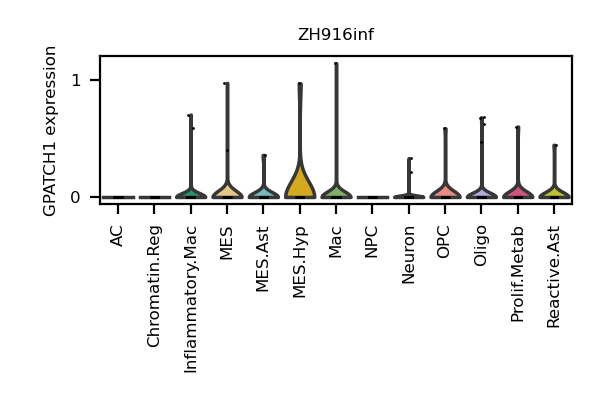 ZH916inf
GPATCH1 expression
1
0
AC
Chromatin.Reg
Inflammatory.Mac
MES
MES.Ast
MES.Hyp
Mac
NPC
Neuron
OPC
Oligo
Prolif.Metab
Reactive.Ast